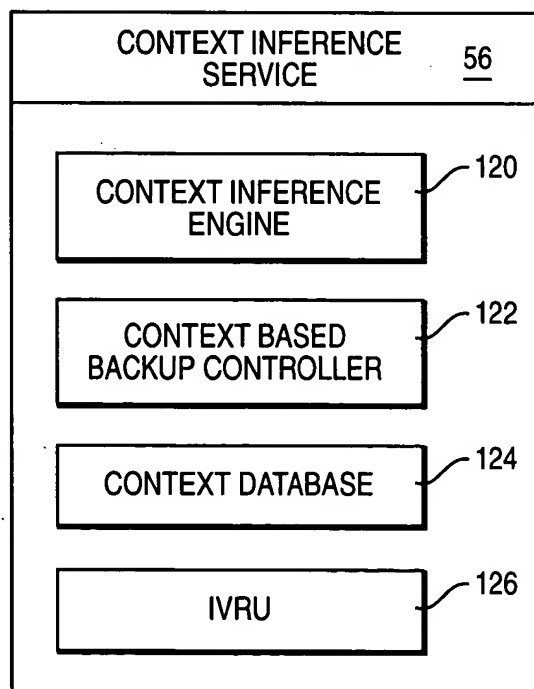 CONTEXT INFERENCE
SERVICE 56
CONTEXT INFERENCE
ENGINE
120
CONTEXT BASED
BACKUP CONTROLLER
122
CONTEXT DATABASE
124
IVRU
126